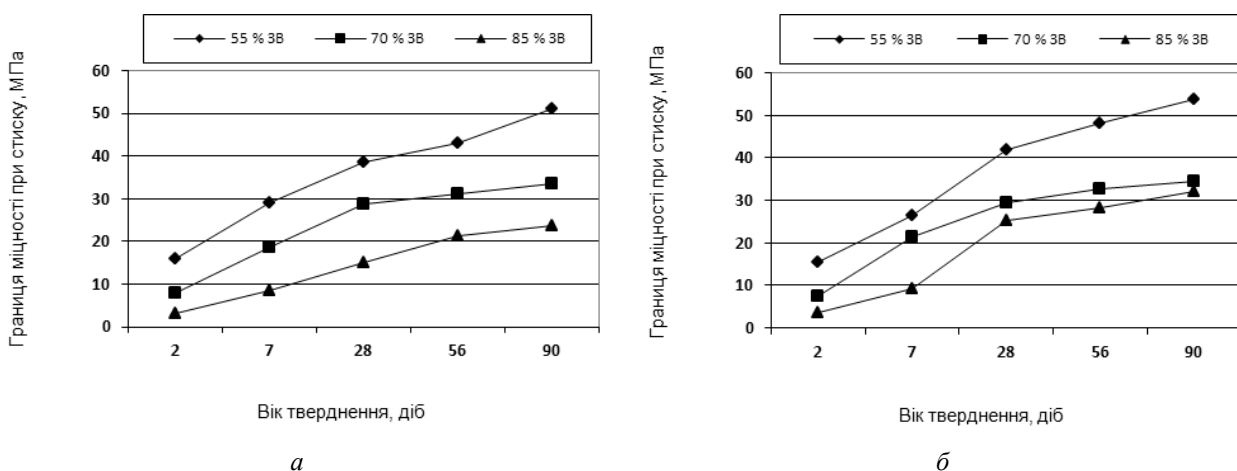 55 % ЗВ 70 % ЗВ 85 % ЗВ
Границя міцності при стиску, МПа
60
50
40
30
20
10
0
2 7 28 56 90
Вік тверднення, діб
а
55 % ЗВ 70 % ЗВ 85 % ЗВ
Границя міцності при стиску, МПа
60
50
40
30
20
10
0
2 7 28 56 90
Вік тверднення, діб
б